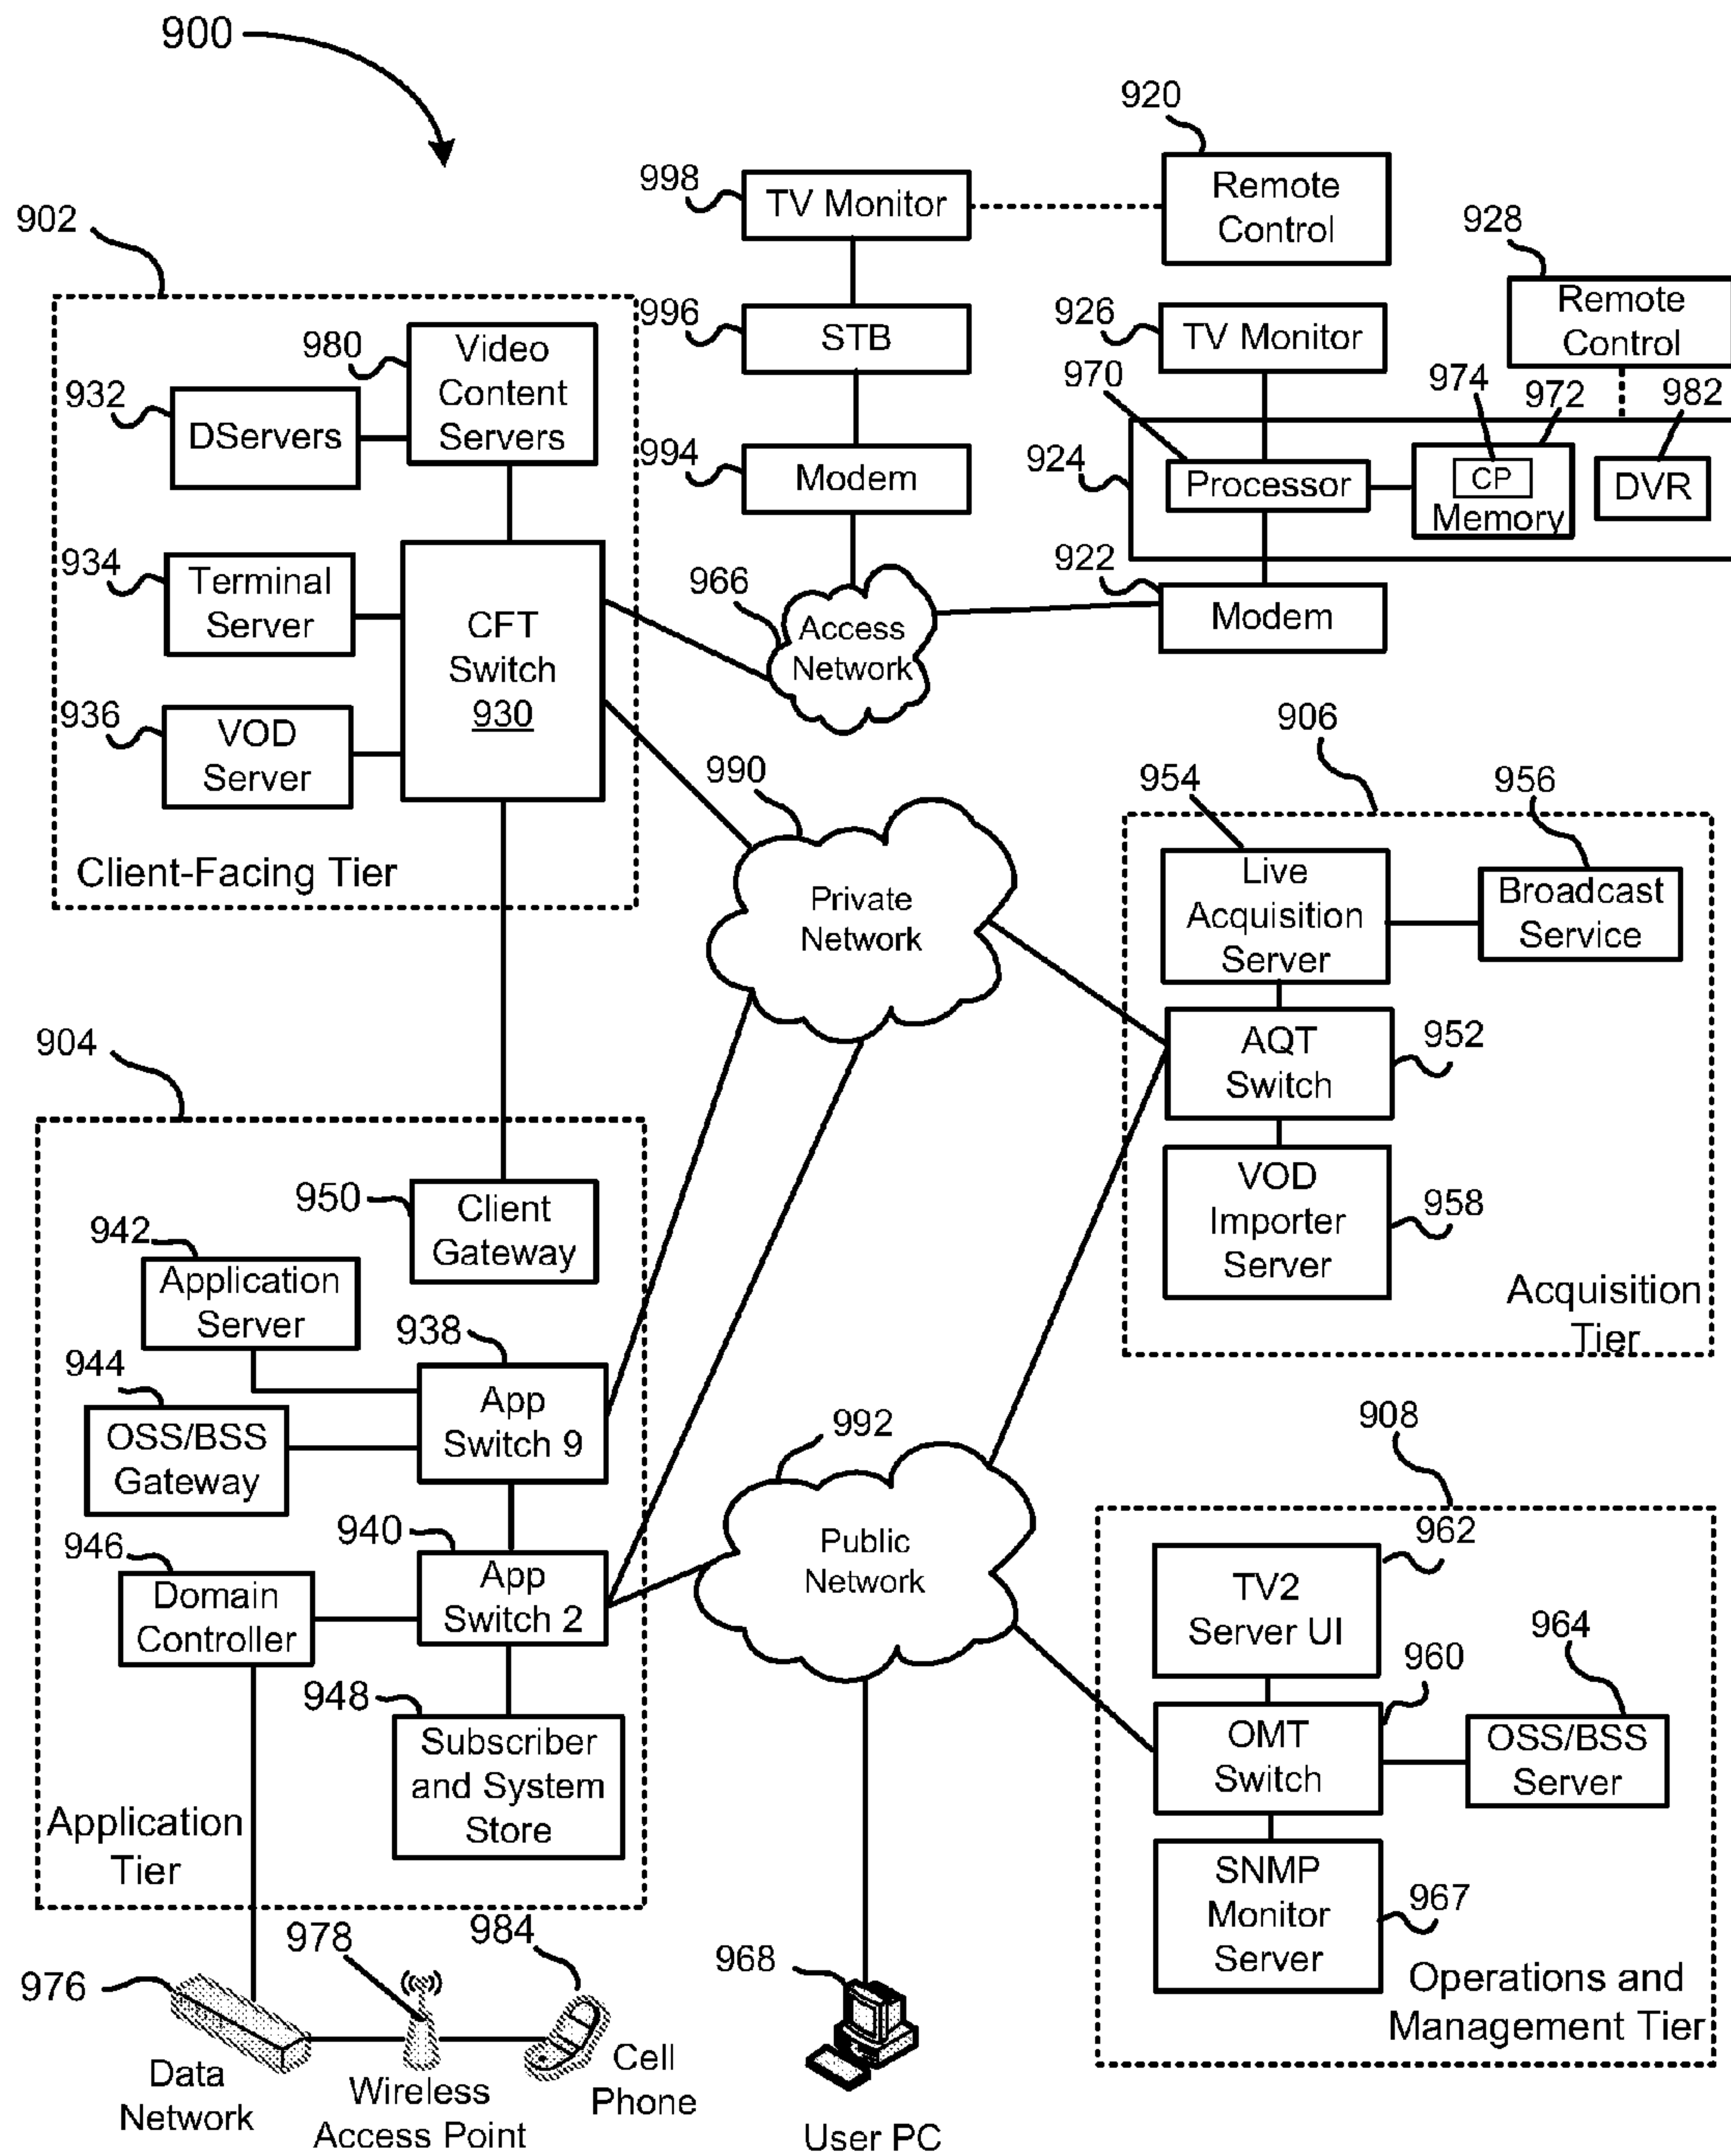 900
920
998
TV Monitor
Remote
Control
902
928
Remote
Control
996
STB
926
TV Monitor
980
Video
Content
Servers
932
DServers
970
974
972
982
994
Modem
924
Processor
CP
Memory
DVR
934
Terminal
Server
CFT
Switch
930
966
Access
Network
922
Modem
936
VOD
Server
Client-Facing Tier
990
Private
Network
906
954
956
Live
Acquisition
Server
Broadcast
Service
AQT
Switch
952
VOD
Importer
Server
958
Acquisition
Tier
904
950
Client
Gateway
942
Application
Server
938
944
OSS/BSS
Gateway
App
Switch 9
940
946
Domain
Controller
App
Switch 2
948
Subscriber
and System
Store
Application
Tier
992
Public
Network
908
962
TV2
Server UI
960
964
OMT
Switch
OSS/BSS
Server
SNMP
Monitor
Server
967
Operations and
Management Tier
976
978
984
968
Data
Network
Wireless
Access Point
Cell
Phone
User PC